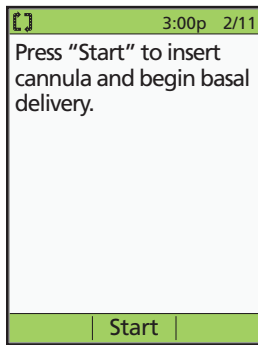 3:00p 2/11
Press “Start” to insert
cannula and begin basal
delivery.
Start